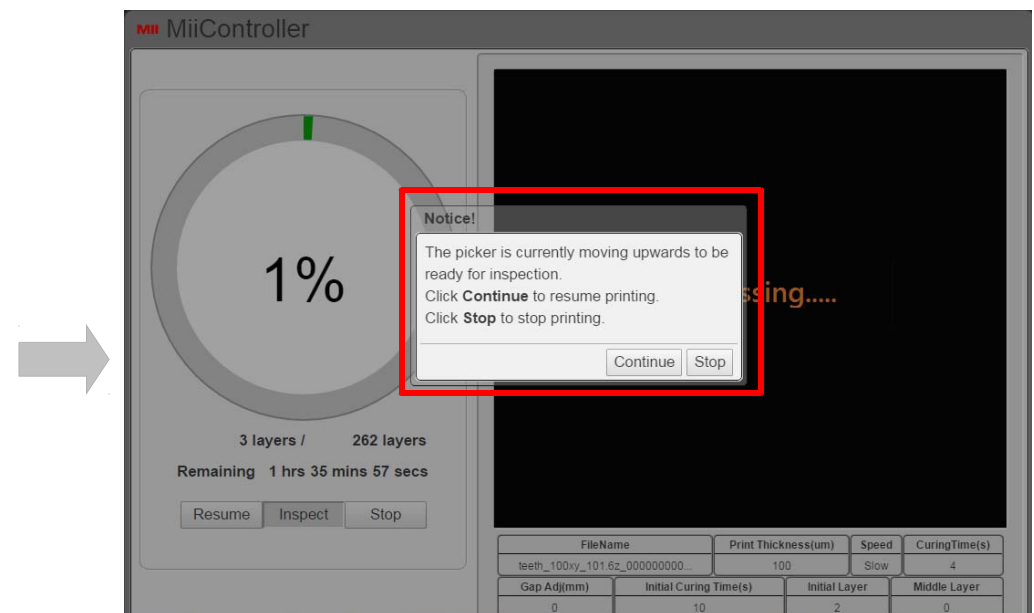 MII MiiController
1%
3 layers / 262 layers
Remaining 1 hrs 35 mins 57 secs
Resume Inspect Stop
Notice!
The picker is currently moving upwards to be
ready for inspection.
Click Continue to resume printing.
Click Stop to stop printing.
Continue Stop
ssing.....
FileName Print Thickness(um) Speed CuringTime(s)
teeth_100xy_101.6z_000000000... 100 Slow 4
Gap Adj(mm) Initial Curing Time(s) Initial Layer Middle Layer
0 10 2 0